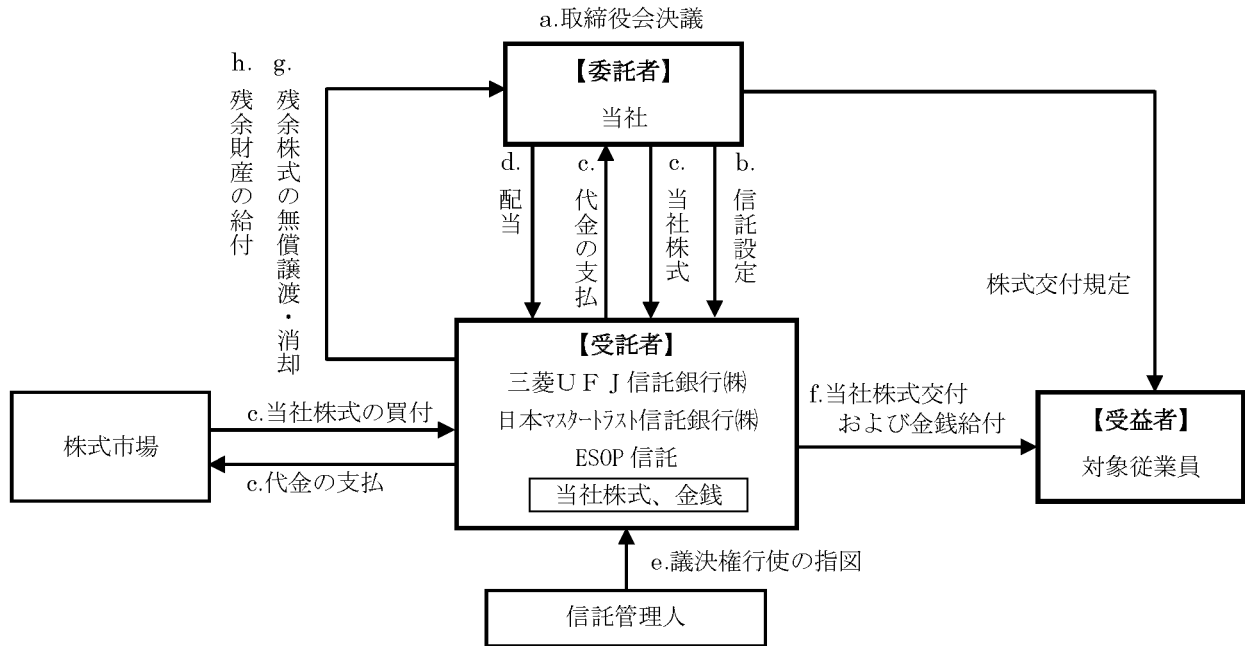 a.取締役会決議
【委託者】
当社
h.
残余財産の給付
g.
残余株式の無償譲渡・消却
d.
配当
c.
代金の支払
c.
当社株式
b.
信託設定
株式交付規定
【受託者】
三菱ＵＦＪ信託銀行㈱
日本ﾏｽﾀｰﾄﾗｽﾄ信託銀行㈱
ESOP信託
当社株式、金銭
株式市場
c.当社株式の買付
c.代金の支払
f.当社株式交付
および金銭給付
【受益者】
対象従業員
e.議決権行使の指図
信託管理人